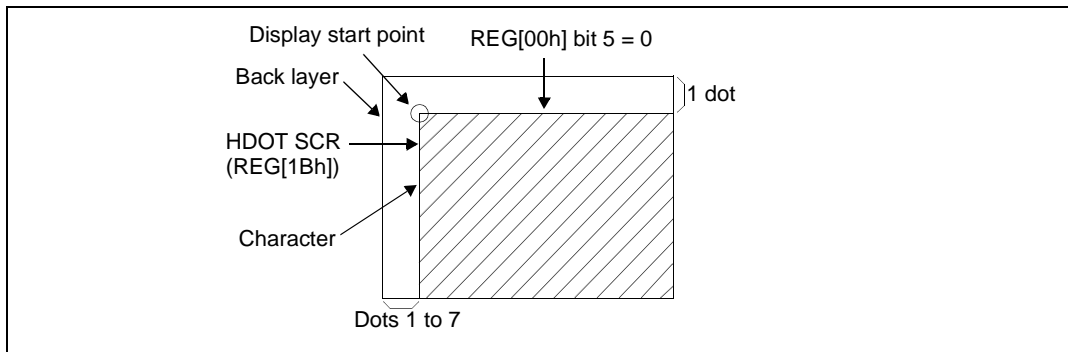 Display start point
REG[00h] bit 5 = 0
Back layer
1 dot
HDOT SCR
(REG[1Bh])
Character
Dots 1 to 7